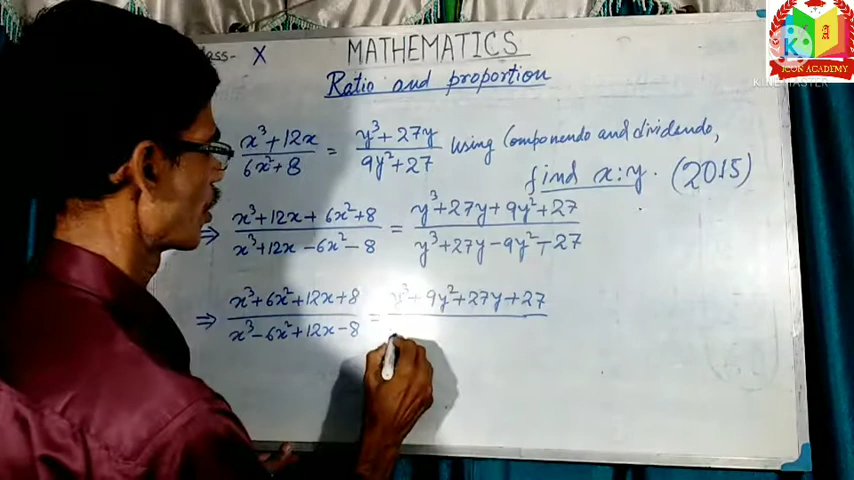 Class- X
MATHEMATICS
Ratio and proportion
x³+12x / 6x²+8 = y³+27y / 9y²+27 using Componendo and dividendo,
find x:y. (2015)
⇒ x³+12x+6x²+8 / x³+12x-6x²-8 = y³+27y+9y²+27 / y³+27y-9y²-27
⇒ x³+6x²+12x+8 / x³-6x²+12x-8 = y³+9y²+27y+27
A
ICON ACADEMY
KINEMASTER